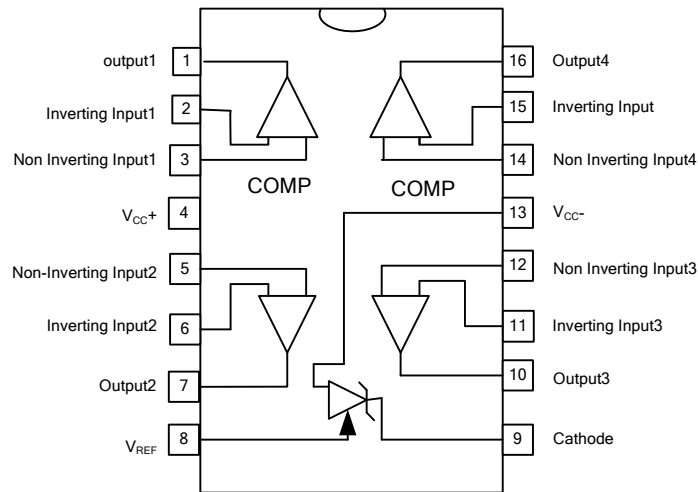 output1
1
16
Output4
Inverting Input1
2
15
Inverting Input
Non Inverting Input1
3
14
Non Inverting Input4
COMP
COMP
VCC+
4
13
VCC-
Non-Inverting Input2
5
12
Non Inverting Input3
Inverting Input2
6
11
Inverting Input3
Output2
7
10
Output3
VREF
8
9
Cathode